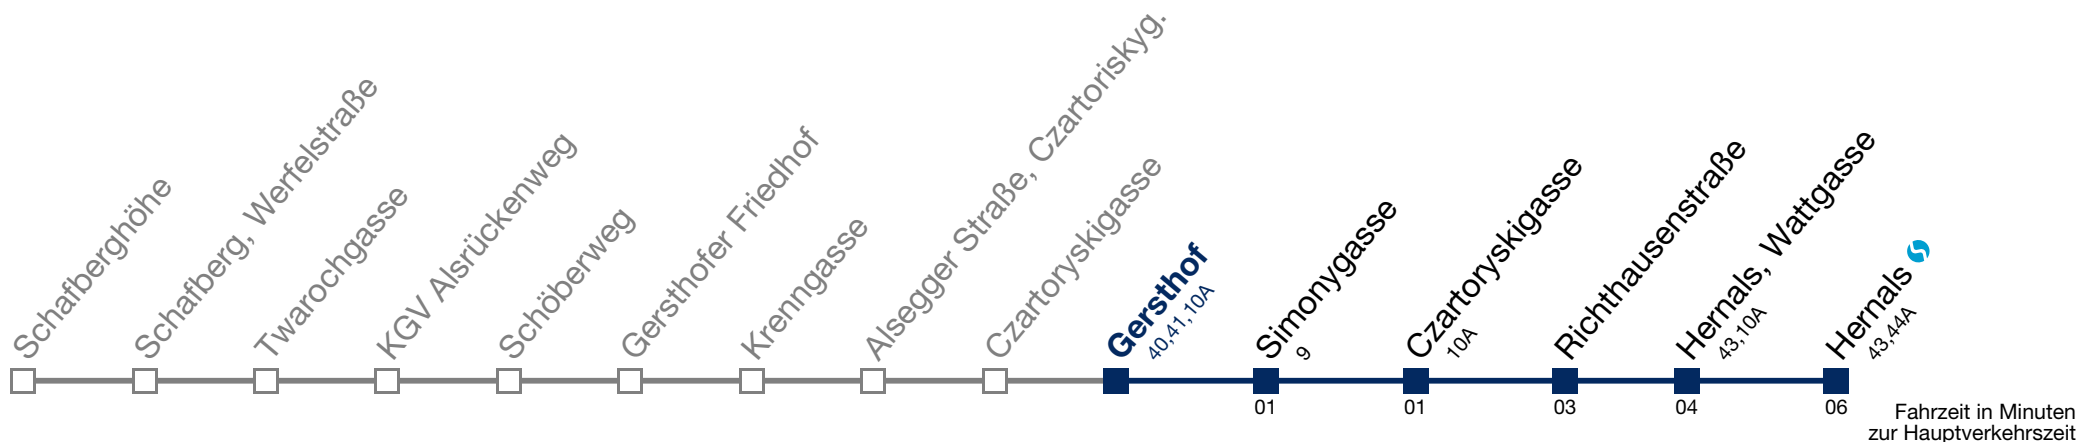 Schafberghöhe
Schafberg, Werfelstraße
Twarochgasse
KGV Alsrückenweg
Schöberweg
Gersthofer Friedhof
Krenngasse
Alsegger Straße, Czartoriskyg.
Czartoryskigasse
Gersthof
40,41,10A
Simonygasse
9
Czartoryskigasse
10A
Richthausenstraße
Hernals, Wattgasse
43,10A
Hernals
43,44A
01
01
03
04
06
Fahrzeit in Minuten
zur Hauptverkehrszeit